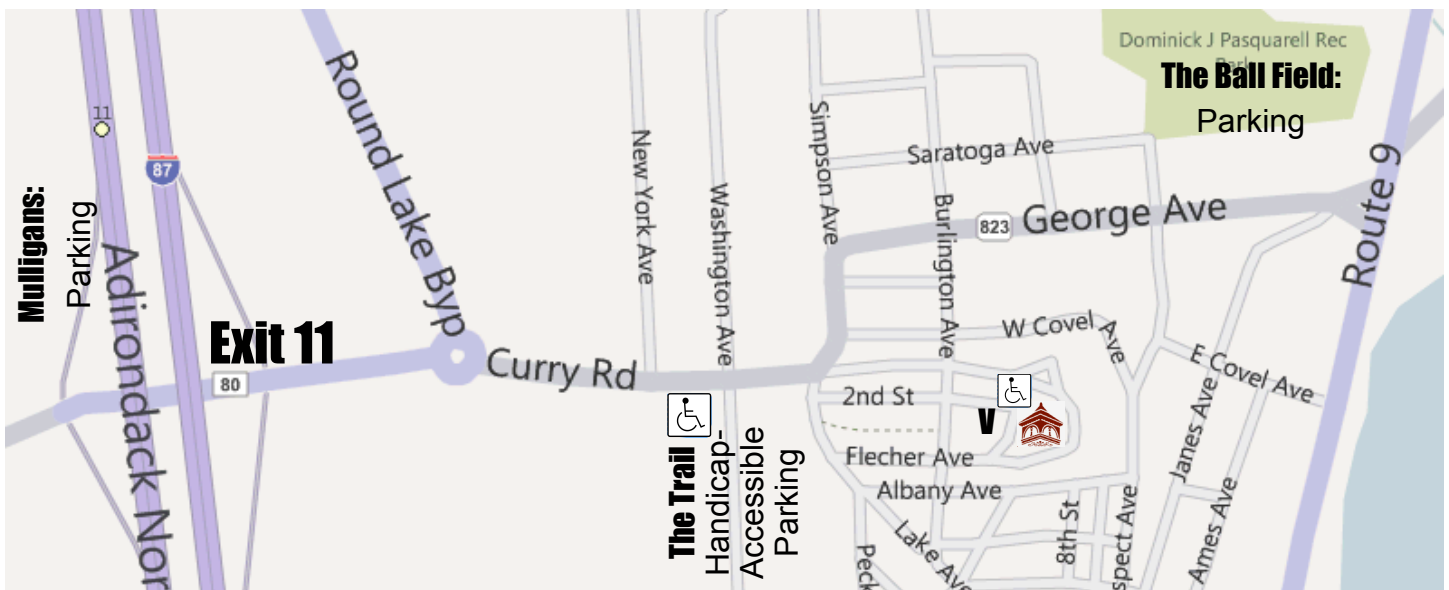 Dominick J Pasquarell Rec
Park
The Ball Field:
Parking
11
87
Round Lake Byp
New York Ave
Washington Ave
Simpson Ave
Saratoga Ave
Burlington Ave
823
George Ave
Route 9
Mulligans:
Parking
Adirondack Nor
Exit 11
80
Curry Rd
W Covel Ave
E Covel Ave
2nd St
V
The Trail
Handicap-
Accessible
Parking
Flecher Ave
Albany Ave
Lake Ave
Peck
8th St
spect Ave
Janes Ave
Ames Ave